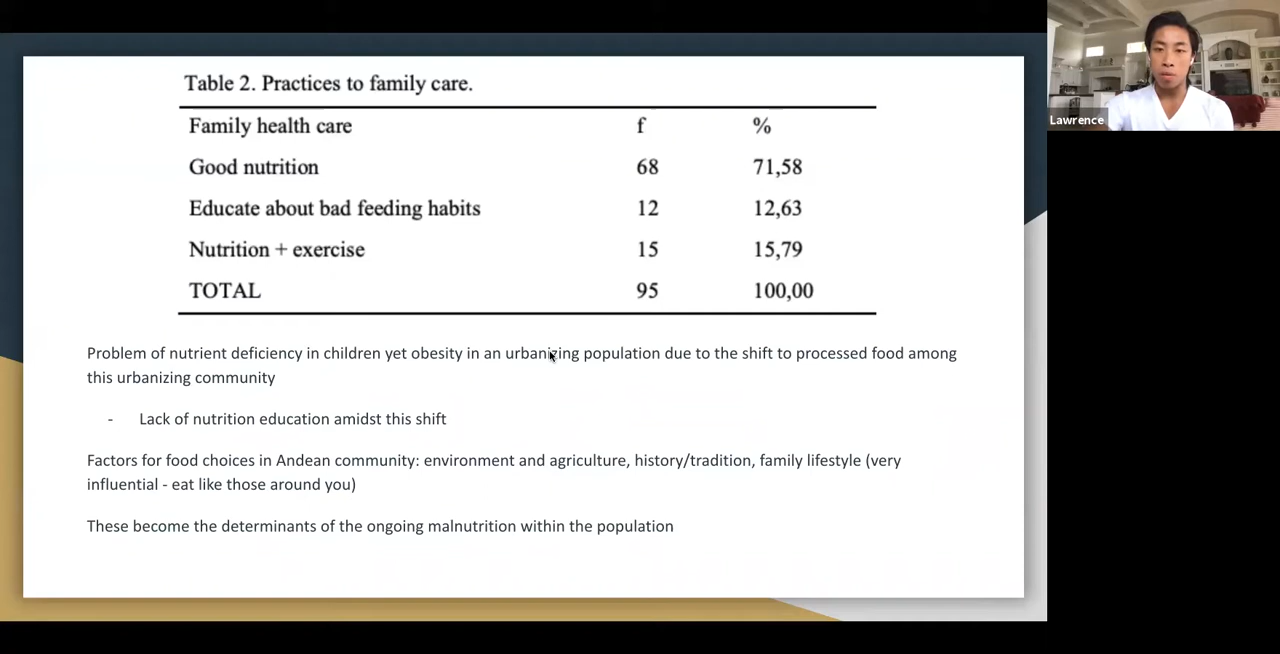 Table 2. Practices to family care.
Family health care f %
Good nutrition 68 71,58
Educate about bad feeding habits 12 12,63
Nutrition + exercise 15 15,79
TOTAL 95 100,00
Problem of nutrient deficiency in children yet obesity in an urbanizing population due to the shift to processed food among
this urbanizing community
- Lack of nutrition education amidst this shift
Factors for food choices in Andean community: environment and agriculture, history/tradition, family lifestyle (very
influential - eat like those around you)
These become the determinants of the ongoing malnutrition within the population
Lawrence